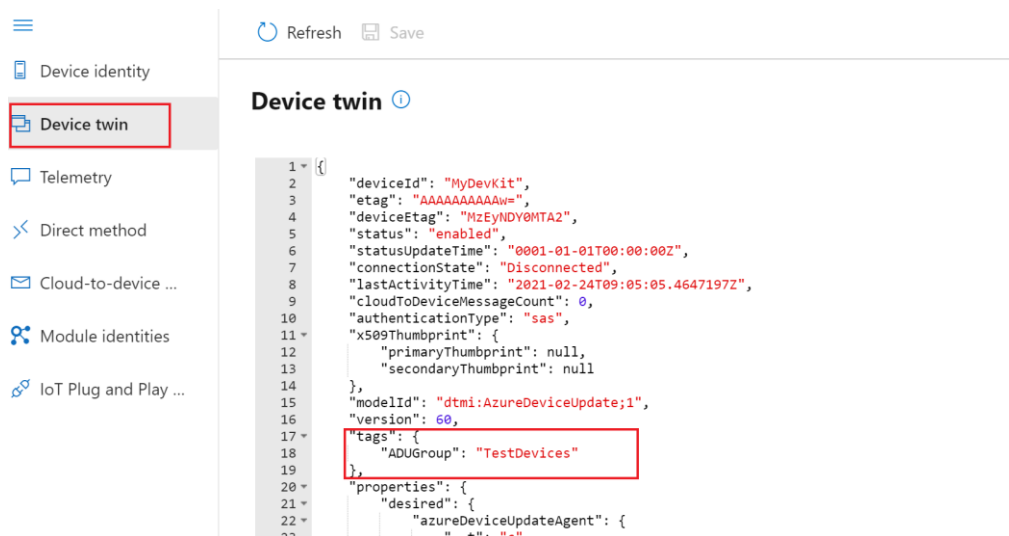 Refresh Save
Device identity
Device twin
Telemetry
Direct method
Cloud-to-device ...
Module identities
IoT Plug and Play ...
Device twin
1 {
2 "deviceId": "MyDevKit",
3 "etag": "AAAAAAAAAAw=",
4 "deviceEtag": "MzEyNDY0MTA2",
5 "status": "enabled",
6 "statusUpdateTime": "0001-01-01T00:00:00Z",
7 "connectionState": "Disconnected",
8 "lastActivityTime": "2021-02-24T09:05:05.4647197Z",
9 "cloudToDeviceMessageCount": 0,
10 "authenticationType": "sas",
11 "x509Thumbprint": {
12 "primaryThumbprint": null,
13 "secondaryThumbprint": null
14 },
15 "modelId": "dtmi:AzureDeviceUpdate;1",
16 "version": 60,
17 "tags": {
18 "ADUGroup": "TestDevices"
19 },
20 "properties": {
21 "desired": {
22 "azureDeviceUpdateAgent": {